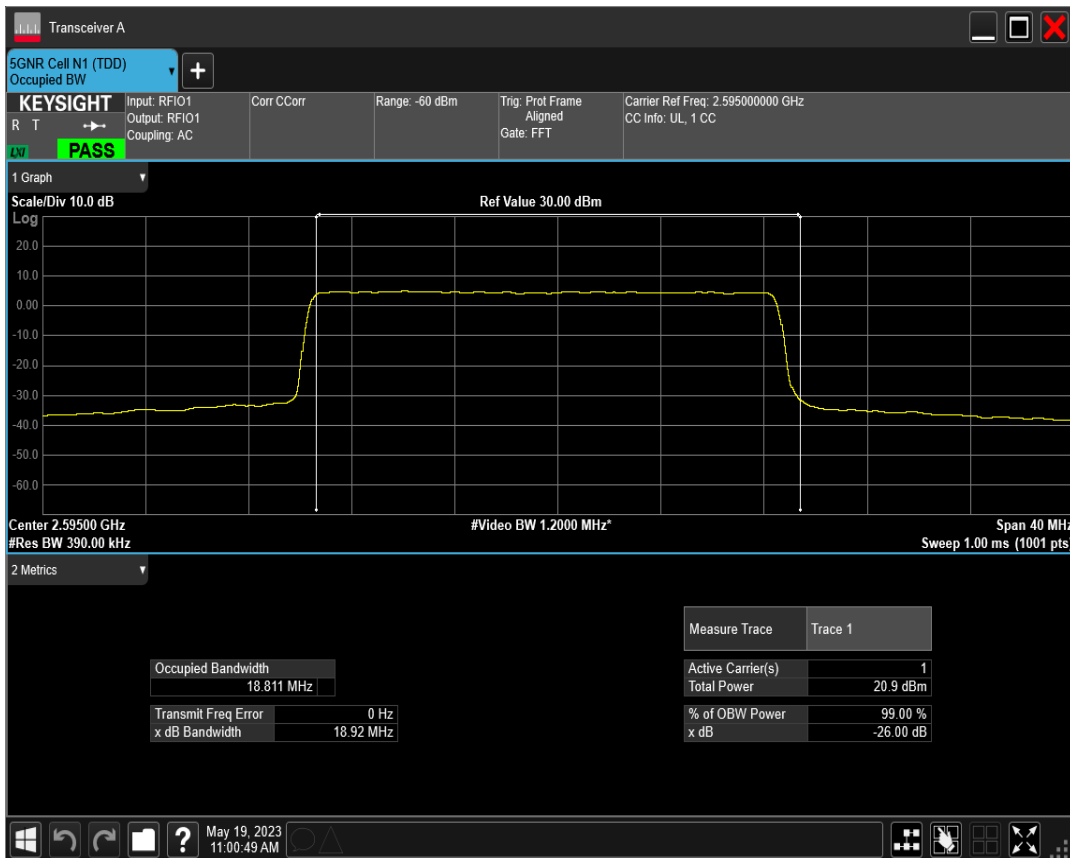 Transceiver A
5GNR Cell N1 (TDD)
Occupied BW
+
KEYSIGHT
R T
LXI
PASS
Input: RFIO1
Output: RFIO1
Coupling: AC
Corr CCorr
Range: -60 dBm
Trig: Prot Frame
Aligned
Gate: FFT
Carrier Ref Freq: 2.595000000 GHz
CC Info: UL, 1 CC
1 Graph
Scale/Div 10.0 dB
Ref Value 30.00 dBm
Log
20.0
10.0
0.00
-10.0
-20.0
-30.0
-40.0
-50.0
-60.0
Center 2.59500 GHz
#Video BW 1.2000 MHz*
Span 40 MHz
#Res BW 390.00 kHz
Sweep 1.00 ms (1001 pts)
2 Metrics
Measure Trace Trace 1
Occupied Bandwidth
18.811 MHz
Active Carrier(s) 1
Total Power 20.9 dBm
Transmit Freq Error 0 Hz
x dB Bandwidth 18.92 MHz
% of OBW Power 99.00 %
x dB -26.00 dB
?
May 19, 2023
11:00:49 AM